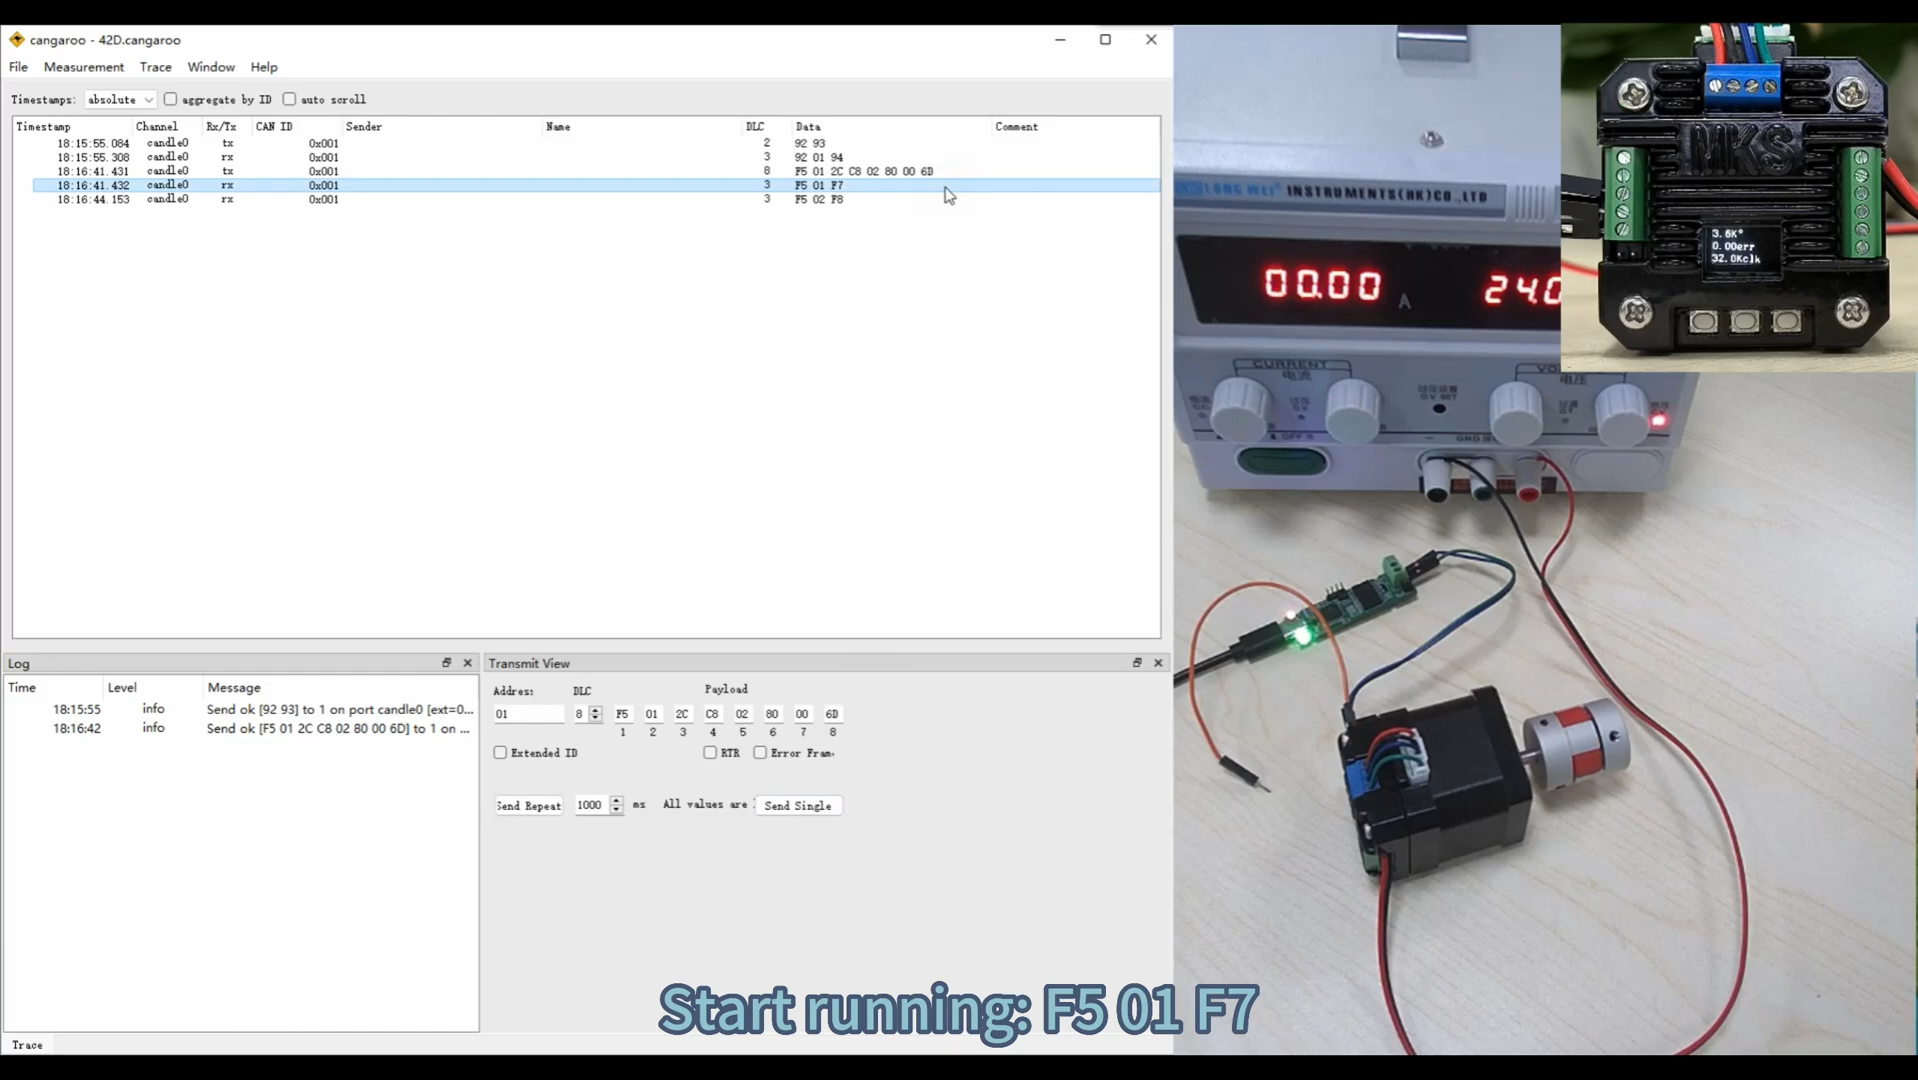 cangaroo - 42D.cangaroo
File Measurement Trace Window Help
Timestamps: absolute aggregate by ID auto scroll
Timestamp Channel Rx/Tx CAN ID Sender Name DLC Data Comment
18:15:55.084 candle0 tx 0x001 2 92 93
18:15:55.308 candle0 rx 0x001 3 92 01 94
18:16:41.431 candle0 tx 0x001 8 F5 01 2C C8 02 80 00 6D
18:16:41.432 candle0 rx 0x001 3 F5 01 F7
18:16:44.153 candle0 rx 0x001 3 F5 02 F8
Log
Time Level Message
18:15:55 info Send ok [92 93] to 1 on port candle0 [ext=0...
18:16:42 info Send ok [F5 01 2C C8 02 80 00 6D] to 1 on ...
Transmit View
Address: DLC Payload
01 8 F5 01 2C C8 02 80 00 6D
1 2 3 4 5 6 7 8
Extended ID RTR Error Fram
Send Repeat 1000 ms All values are Send Single
Trace
LONG WEI INSTRUMENTS(HK)CO.,LTD
00.00 A 24.0
CURRENT
电流
O.V SET
OFF
GND
MKS
3.6K°
0.00err
32.0Kclk
Start running: F5 01 F7